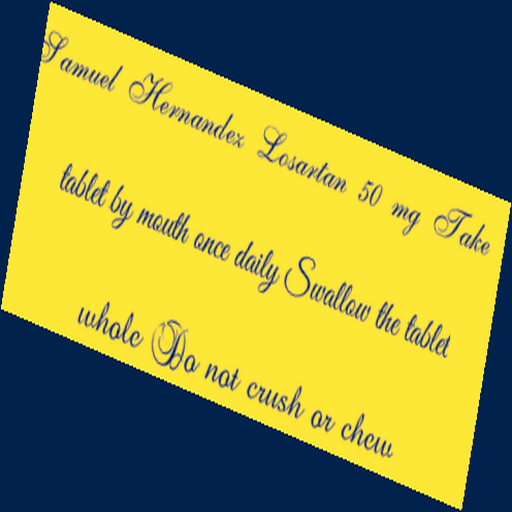 Samuel Hernandez Losartan 50 mg Take
tablet by mouth once daily Swallow the tablet
whole Do not crush or chew